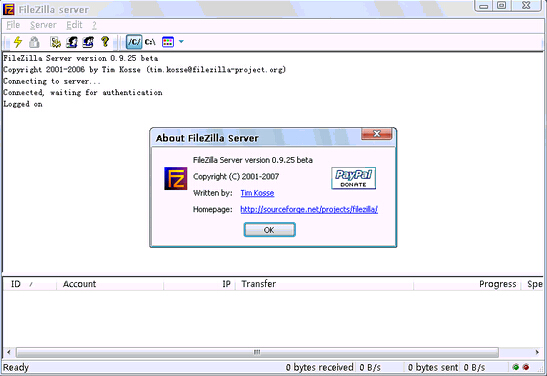 FileZilla server
File Server Edit ?
/C/ C:\
FileZilla Server version 0.9.25 beta
Copyright 2001-2006 by Tim Kosse (tim.kosse@filezilla-project.org)
Connecting to server...
Connected, waiting for authentication
Logged on
About FileZilla Server
FileZilla Server version 0.9.25 beta
Copyright (C) 2001-2007
PayPal
DONATE
Written by: Tim Kosse
Homepage: http://sourceforge.net/projects/filezilla/
OK
ID / Account IP Transfer Progress Spe
Ready 0 bytes received 0 B/s 0 bytes sent 0 B/s